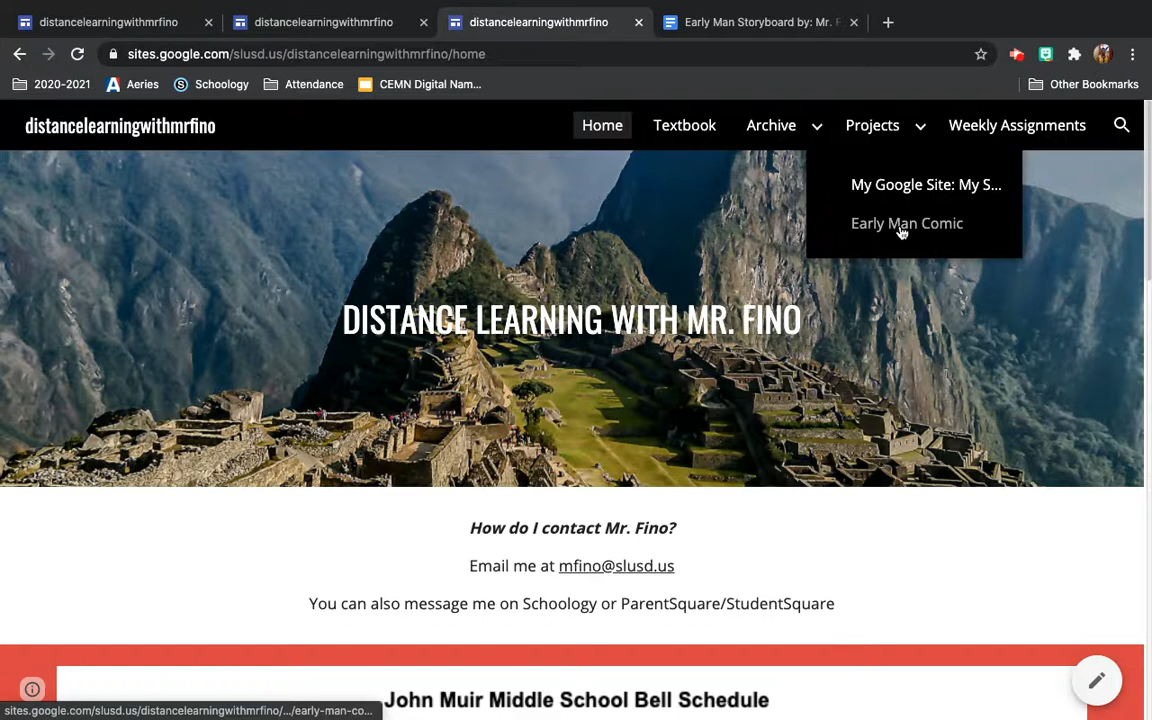 distancelearningwithmrfino
distancelearningwithmrfino
distancelearningwithmrfino
Early Man Storyboard by: Mr. F
sites.google.com/slusd.us/distancelearningwithmrfino/home
2020-2021
Aeries
Schoology
Attendance
CEMN Digital Nam...
Other Bookmarks
distancelearningwithmrfino
Home
Textbook
Archive
Projects
Weekly Assignments
My Google Site: My S...
Early Man Comic
DISTANCE LEARNING WITH MR. FINO
How do I contact Mr. Fino?
Email me at mfino@slusd.us
You can also message me on Schoology or ParentSquare/StudentSquare
John Muir Middle School Bell Schedule
sites.google.com/slusd.us/distancelearningwithmrfino/.../early-man-co...